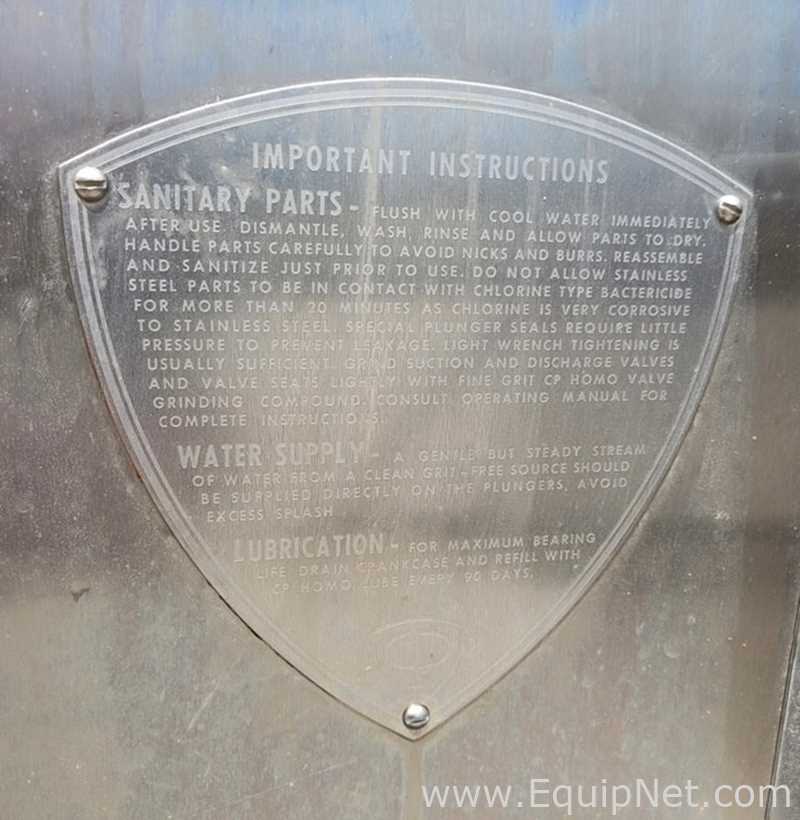 IMPORTANT INSTRUCTIONS
SANITARY PARTS - FLUSH WITH COOL WATER IMMEDIATELY
AFTER USE. DISMANTLE, WASH, RINSE AND ALLOW PARTS TO DRY.
HANDLE PARTS CAREFULLY TO AVOID NICKS AND BURRS. REASSEMBLE
AND SANITIZE JUST PRIOR TO USE. DO NOT ALLOW STAINLESS
STEEL PARTS TO BE IN CONTACT WITH CHLORINE TYPE BACTERICIDE
FOR MORE THAN 20 MINUTES AS CHLORINE IS VERY CORROSIVE
TO STAINLESS STEEL. SPECIAL PLUNGER SEALS REQUIRE LITTLE
PRESSURE TO PREVENT LEAKAGE. LIGHT WRENCH TIGHTENING IS
USUALLY SUFFICIENT. GRIND SUCTION AND DISCHARGE VALVES
AND VALVE SEATS LIGHTLY WITH FINE GRIT CP HOMO VALVE
GRINDING COMPOUND. CONSULT OPERATING MANUAL FOR
COMPLETE INSTRUCTIONS.
WATER SUPPLY - A GENTLE BUT STEADY STREAM
OF WATER FROM A CLEAN GRIT-FREE SOURCE SHOULD
BE SUPPLIED DIRECTLY ON THE PLUNGERS, AVOID
EXCESS SPLASH
LUBRICATION - FOR MAXIMUM BEARING
LIFE DRAIN CRANKCASE AND REFILL WITH
CP HOMO LUBE EVERY 90 DAYS.
www.EquipNet.com